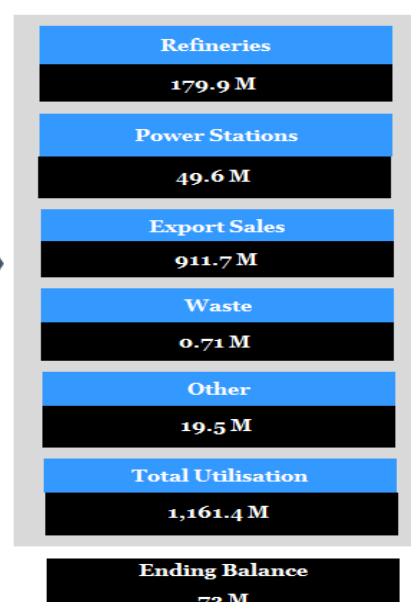 Refineries
179.9 M
Power Stations
49.6 M
Export Sales
911.7 M
Waste
0.71 M
Other
19.5 M
Total Utilisation
1,161.4 M
Ending Balance